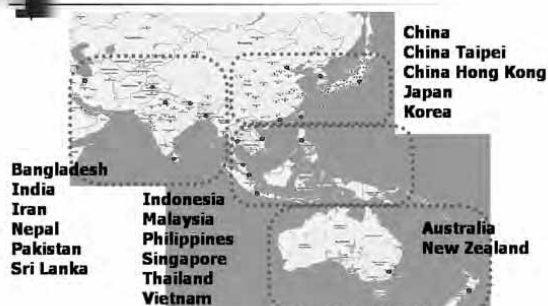 China
China Taipei
China Hong Kong
Japan
Korea
Bangladesh
India
Iran
Nepal
Pakistan
Sri Lanka
Indonesia
Malaysia
Philippines
Singapore
Thailand
Vietnam
Australia
New Zealand